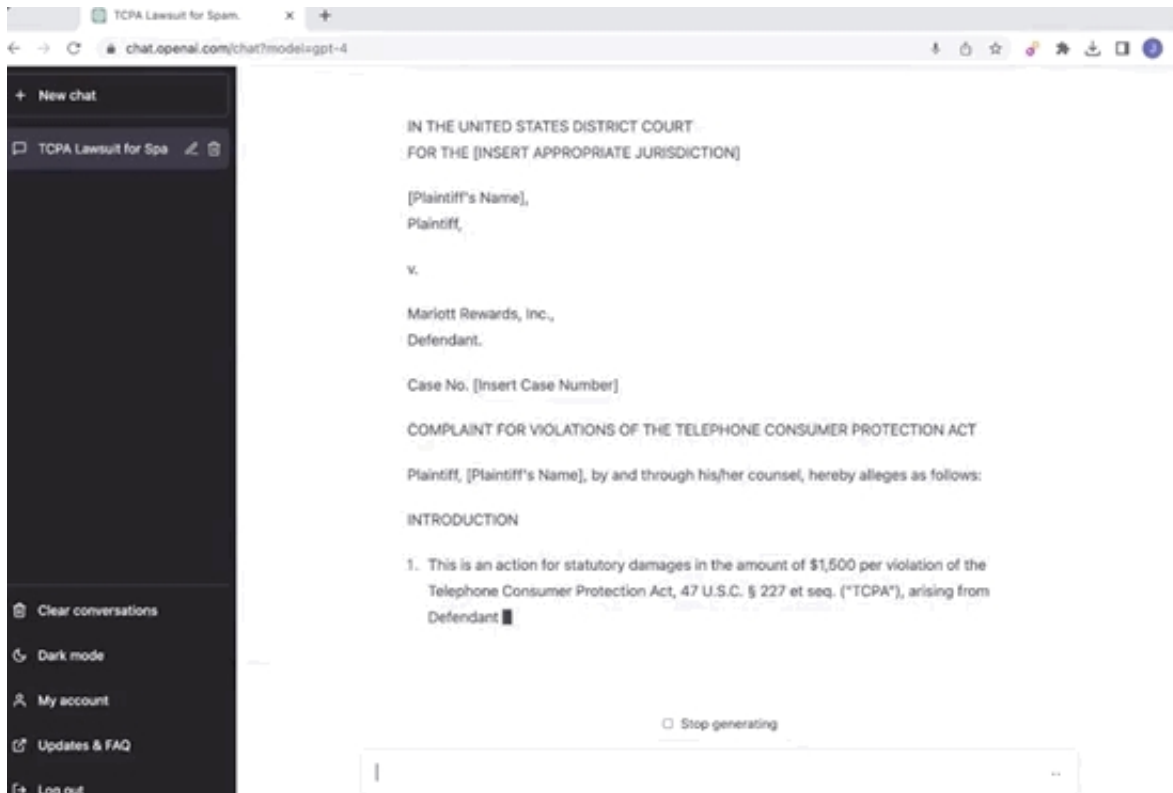 TCPA Lawsuit for Spam.
chat.openai.com/chat?model=gpt-4
J
New chat
TCPA Lawsuit for Spa
IN THE UNITED STATES DISTRICT COURT
FOR THE [INSERT APPROPRIATE JURISDICTION]
[Plaintiff's Name],
Plaintiff,
v.
Mariott Rewards, Inc.,
Defendant.
Case No. [Insert Case Number]
COMPLAINT FOR VIOLATIONS OF THE TELEPHONE CONSUMER PROTECTION ACT
Plaintiff, [Plaintiff's Name], by and through his/her counsel, hereby alleges as follows:
INTRODUCTION
1. This is an action for statutory damages in the amount of $1,500 per violation of the
Telephone Consumer Protection Act, 47 U.S.C. § 227 et seq. ("TCPA"), arising from
Defendant
Clear conversations
Dark mode
My account
Updates & FAQ
Log out
Stop generating